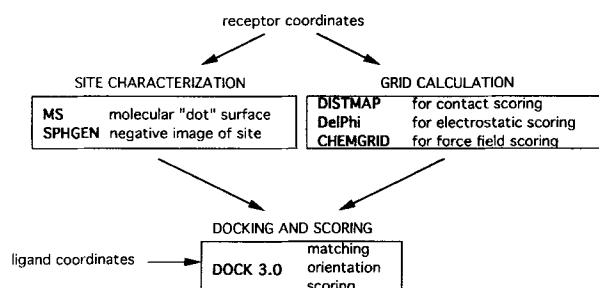 receptor coordinates
SITE CHARACTERIZATION
MS molecular "dot" surface
SPHGEN negative image of site
GRID CALCULATION
DISTMAP for contact scoring
DelPhi for electrostatic scoring
CHEMGRID for force field scoring
DOCKING AND SCORING
ligand coordinates
DOCK 3.0
matching
orientation
scoring